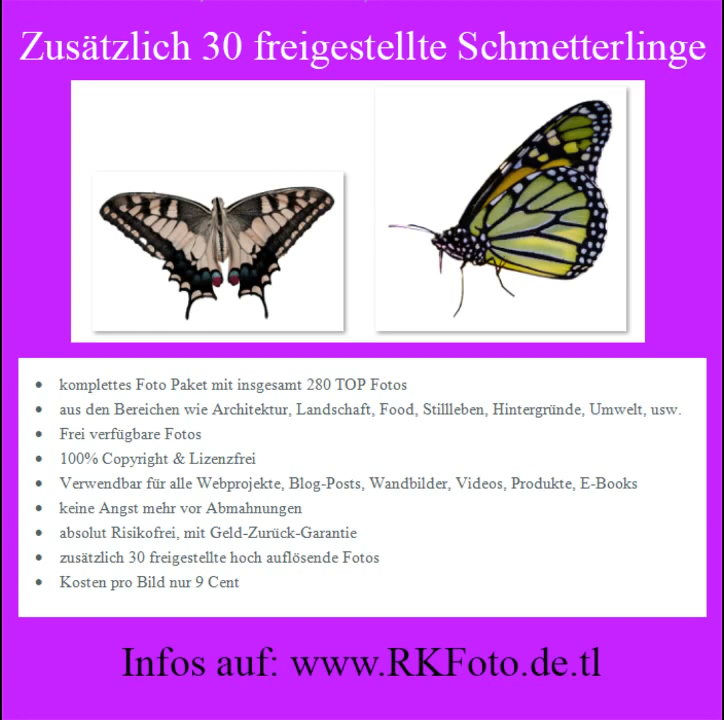 Zusätzlich 30 freigestellte Schmetterlinge
• komplettes Foto Paket mit insgesamt 280 TOP Fotos
• aus den Bereichen wie Architektur, Landschaft, Food, Stillleben, Hintergründe, Umwelt, usw.
• Frei verfügbare Fotos
• 100% Copyright & Lizenzfrei
• Verwendbar für alle Webprojekte, Blog-Posts, Wandbilder, Videos, Produkte, E-Books
• keine Angst mehr vor Abmahnungen
• absolut Risikofrei, mit Geld-Zurück-Garantie
• zusätzlich 30 freigestellte hoch auflösende Fotos
• Kosten pro Bild nur 9 Cent
Infos auf: www.RKFoto.de.tl